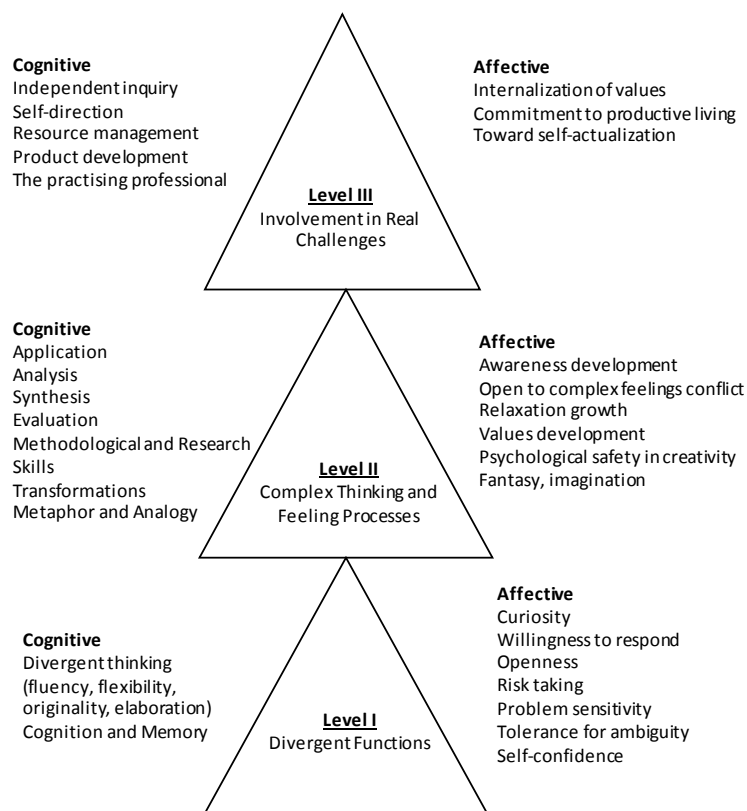 Cognitive
Independent inquiry
Self-direction
Resource management
Product development
The practising professional
Affective
Internalization of values
Commitment to productive living
Toward self-actualization
Level III
Involvement in Real
Challenges
Cognitive
Application
Analysis
Synthesis
Evaluation
Methodological and Research
Skills
Transformations
Metaphor and Analogy
Affective
Awareness development
Open to complex feelings conflict
Relaxation growth
Values development
Psychological safety in creativity
Fantasy, imagination
Level II
Complex Thinking and
Feeling Processes
Cognitive
Divergent thinking
(fluency, flexibility,
originality, elaboration)
Cognition and Memory
Affective
Curiosity
Willingness to respond
Openness
Risk taking
Problem sensitivity
Tolerance for ambiguity
Self-confidence
Level I
Divergent Functions